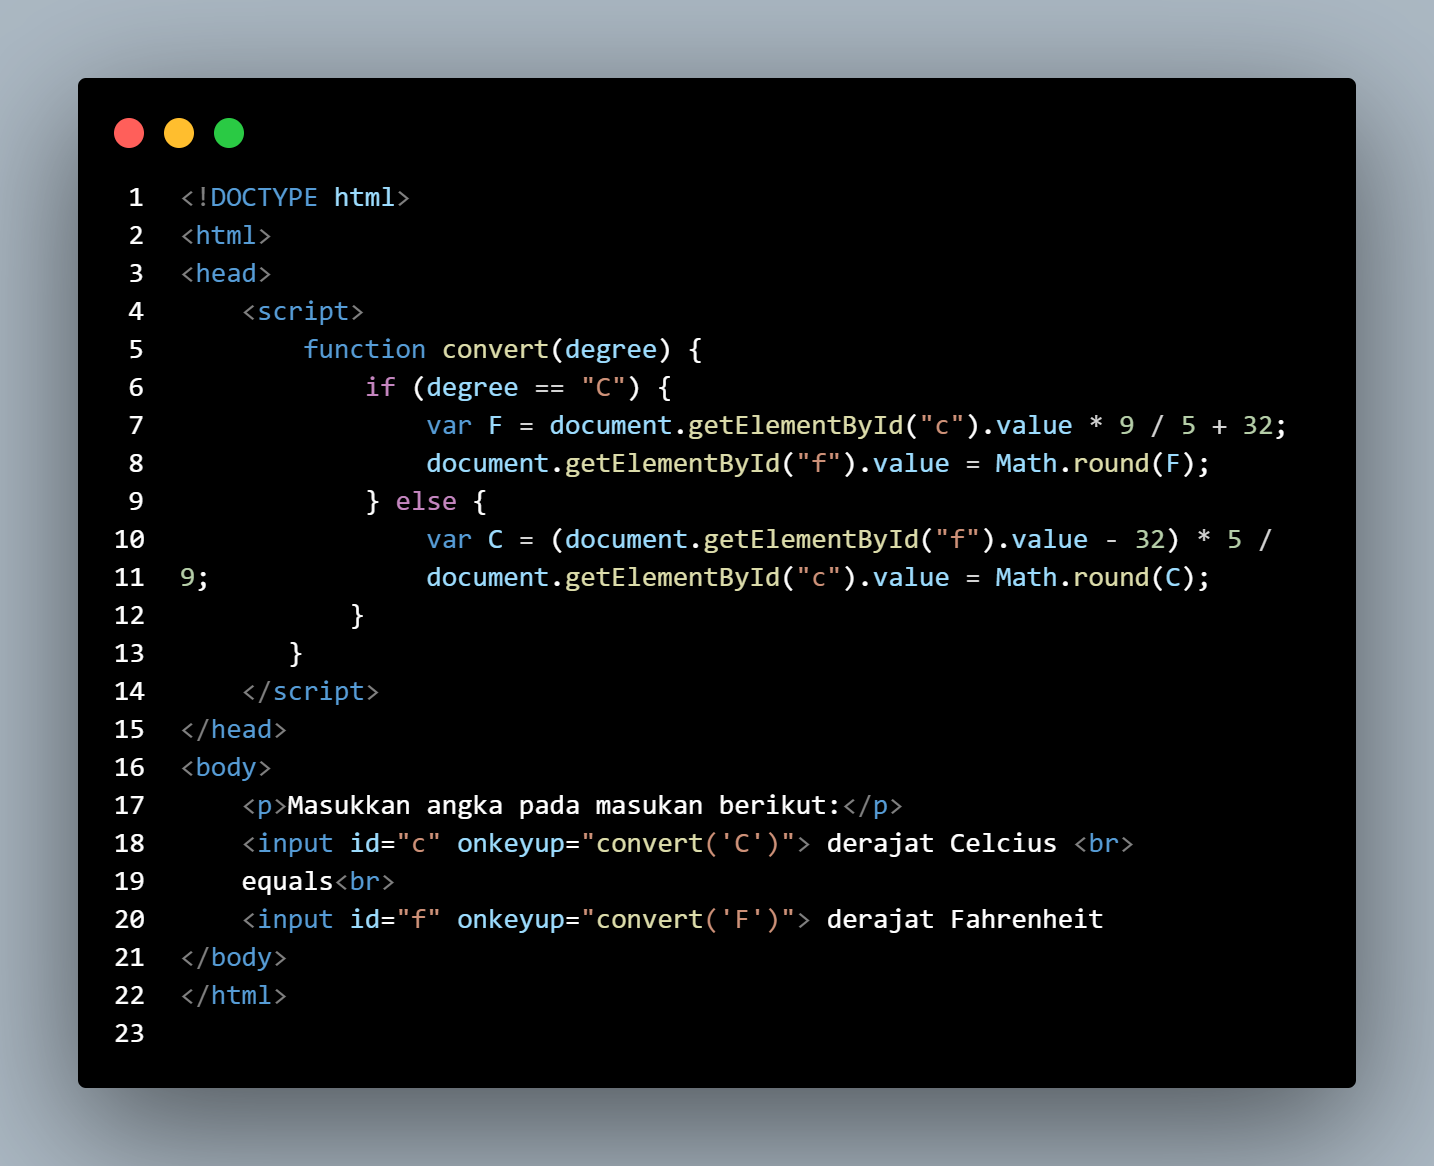 1 <!DOCTYPE html>
2 <html>
3 <head>
4     <script>
5         function convert(degree) {
6             if (degree == "C") {
7                 var F = document.getElementById("c").value * 9 / 5 + 32;
8                 document.getElementById("f").value = Math.round(F);
9             } else {
10                 var C = (document.getElementById("f").value - 32) * 5 /
11 9;              document.getElementById("c").value = Math.round(C);
12            }
13        }
14     </script>
15 </head>
16 <body>
17     <p>Masukkan angka pada masukan berikut:</p>
18     <input id="c" onkeyup="convert('C')"> derajat Celcius <br>
19     equals<br>
20     <input id="f" onkeyup="convert('F')"> derajat Fahrenheit
21 </body>
22 </html>
23